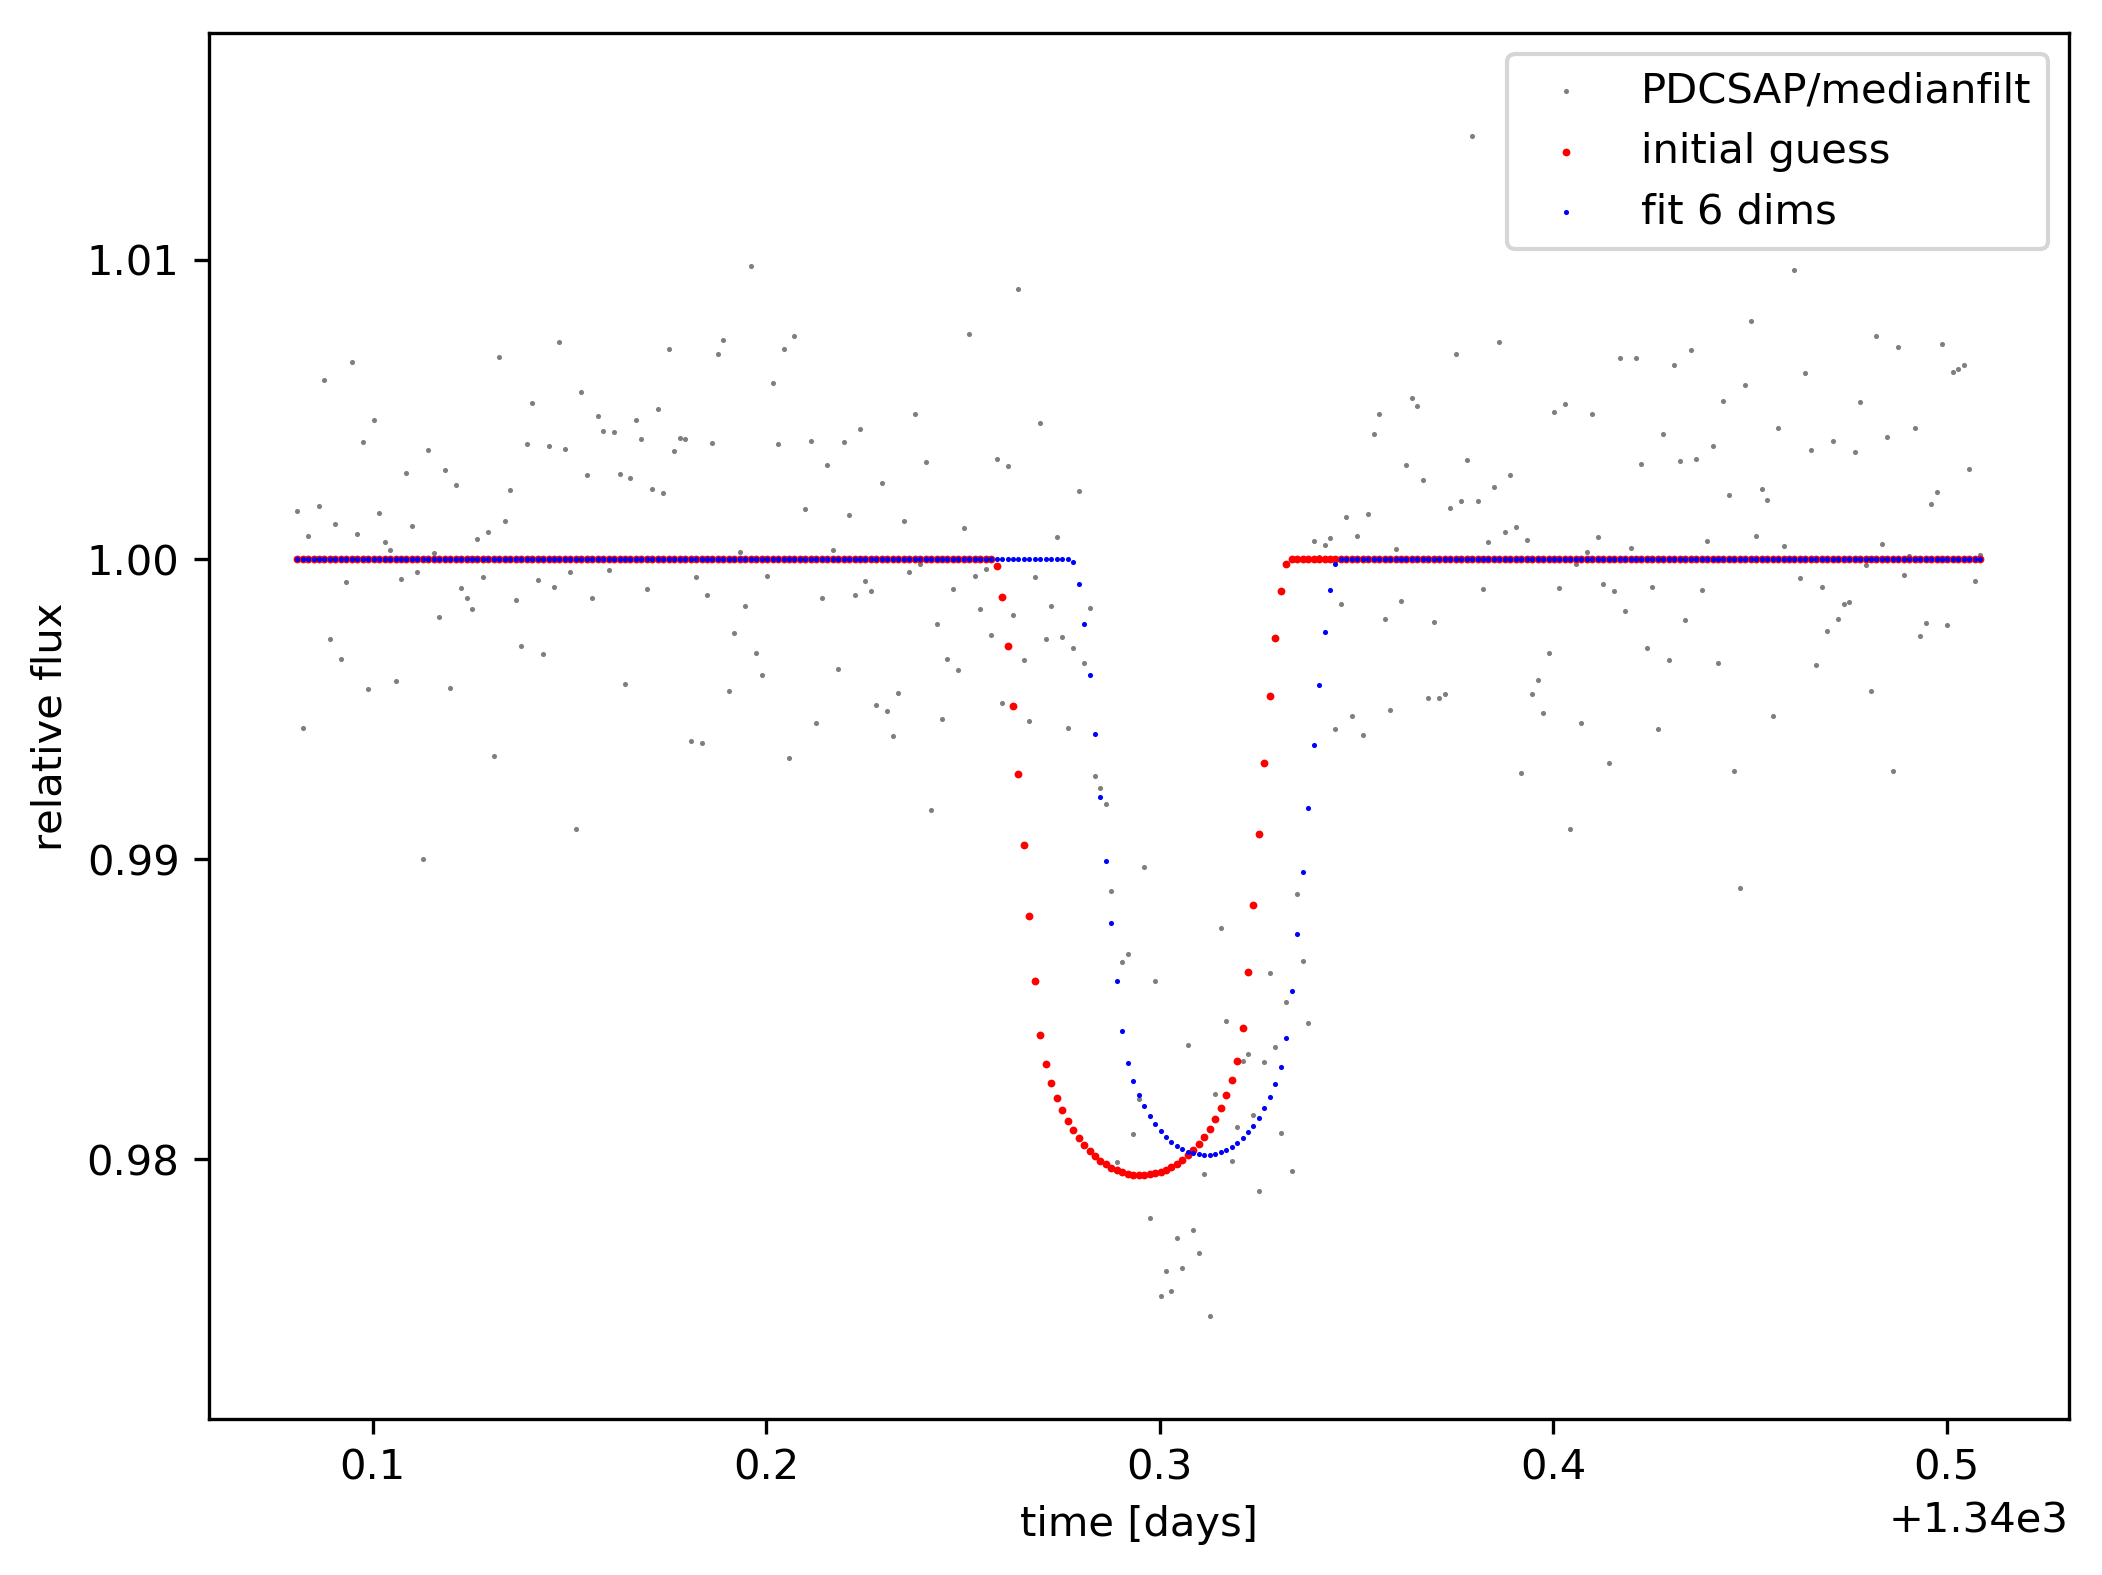 PDCSAP/medianfilt
initial guess
fit 6 dims
1.01
1.00
0.99
0.98
relative flux
0.1
0.2
0.3
0.4
0.5
time [days]
+1.34e3